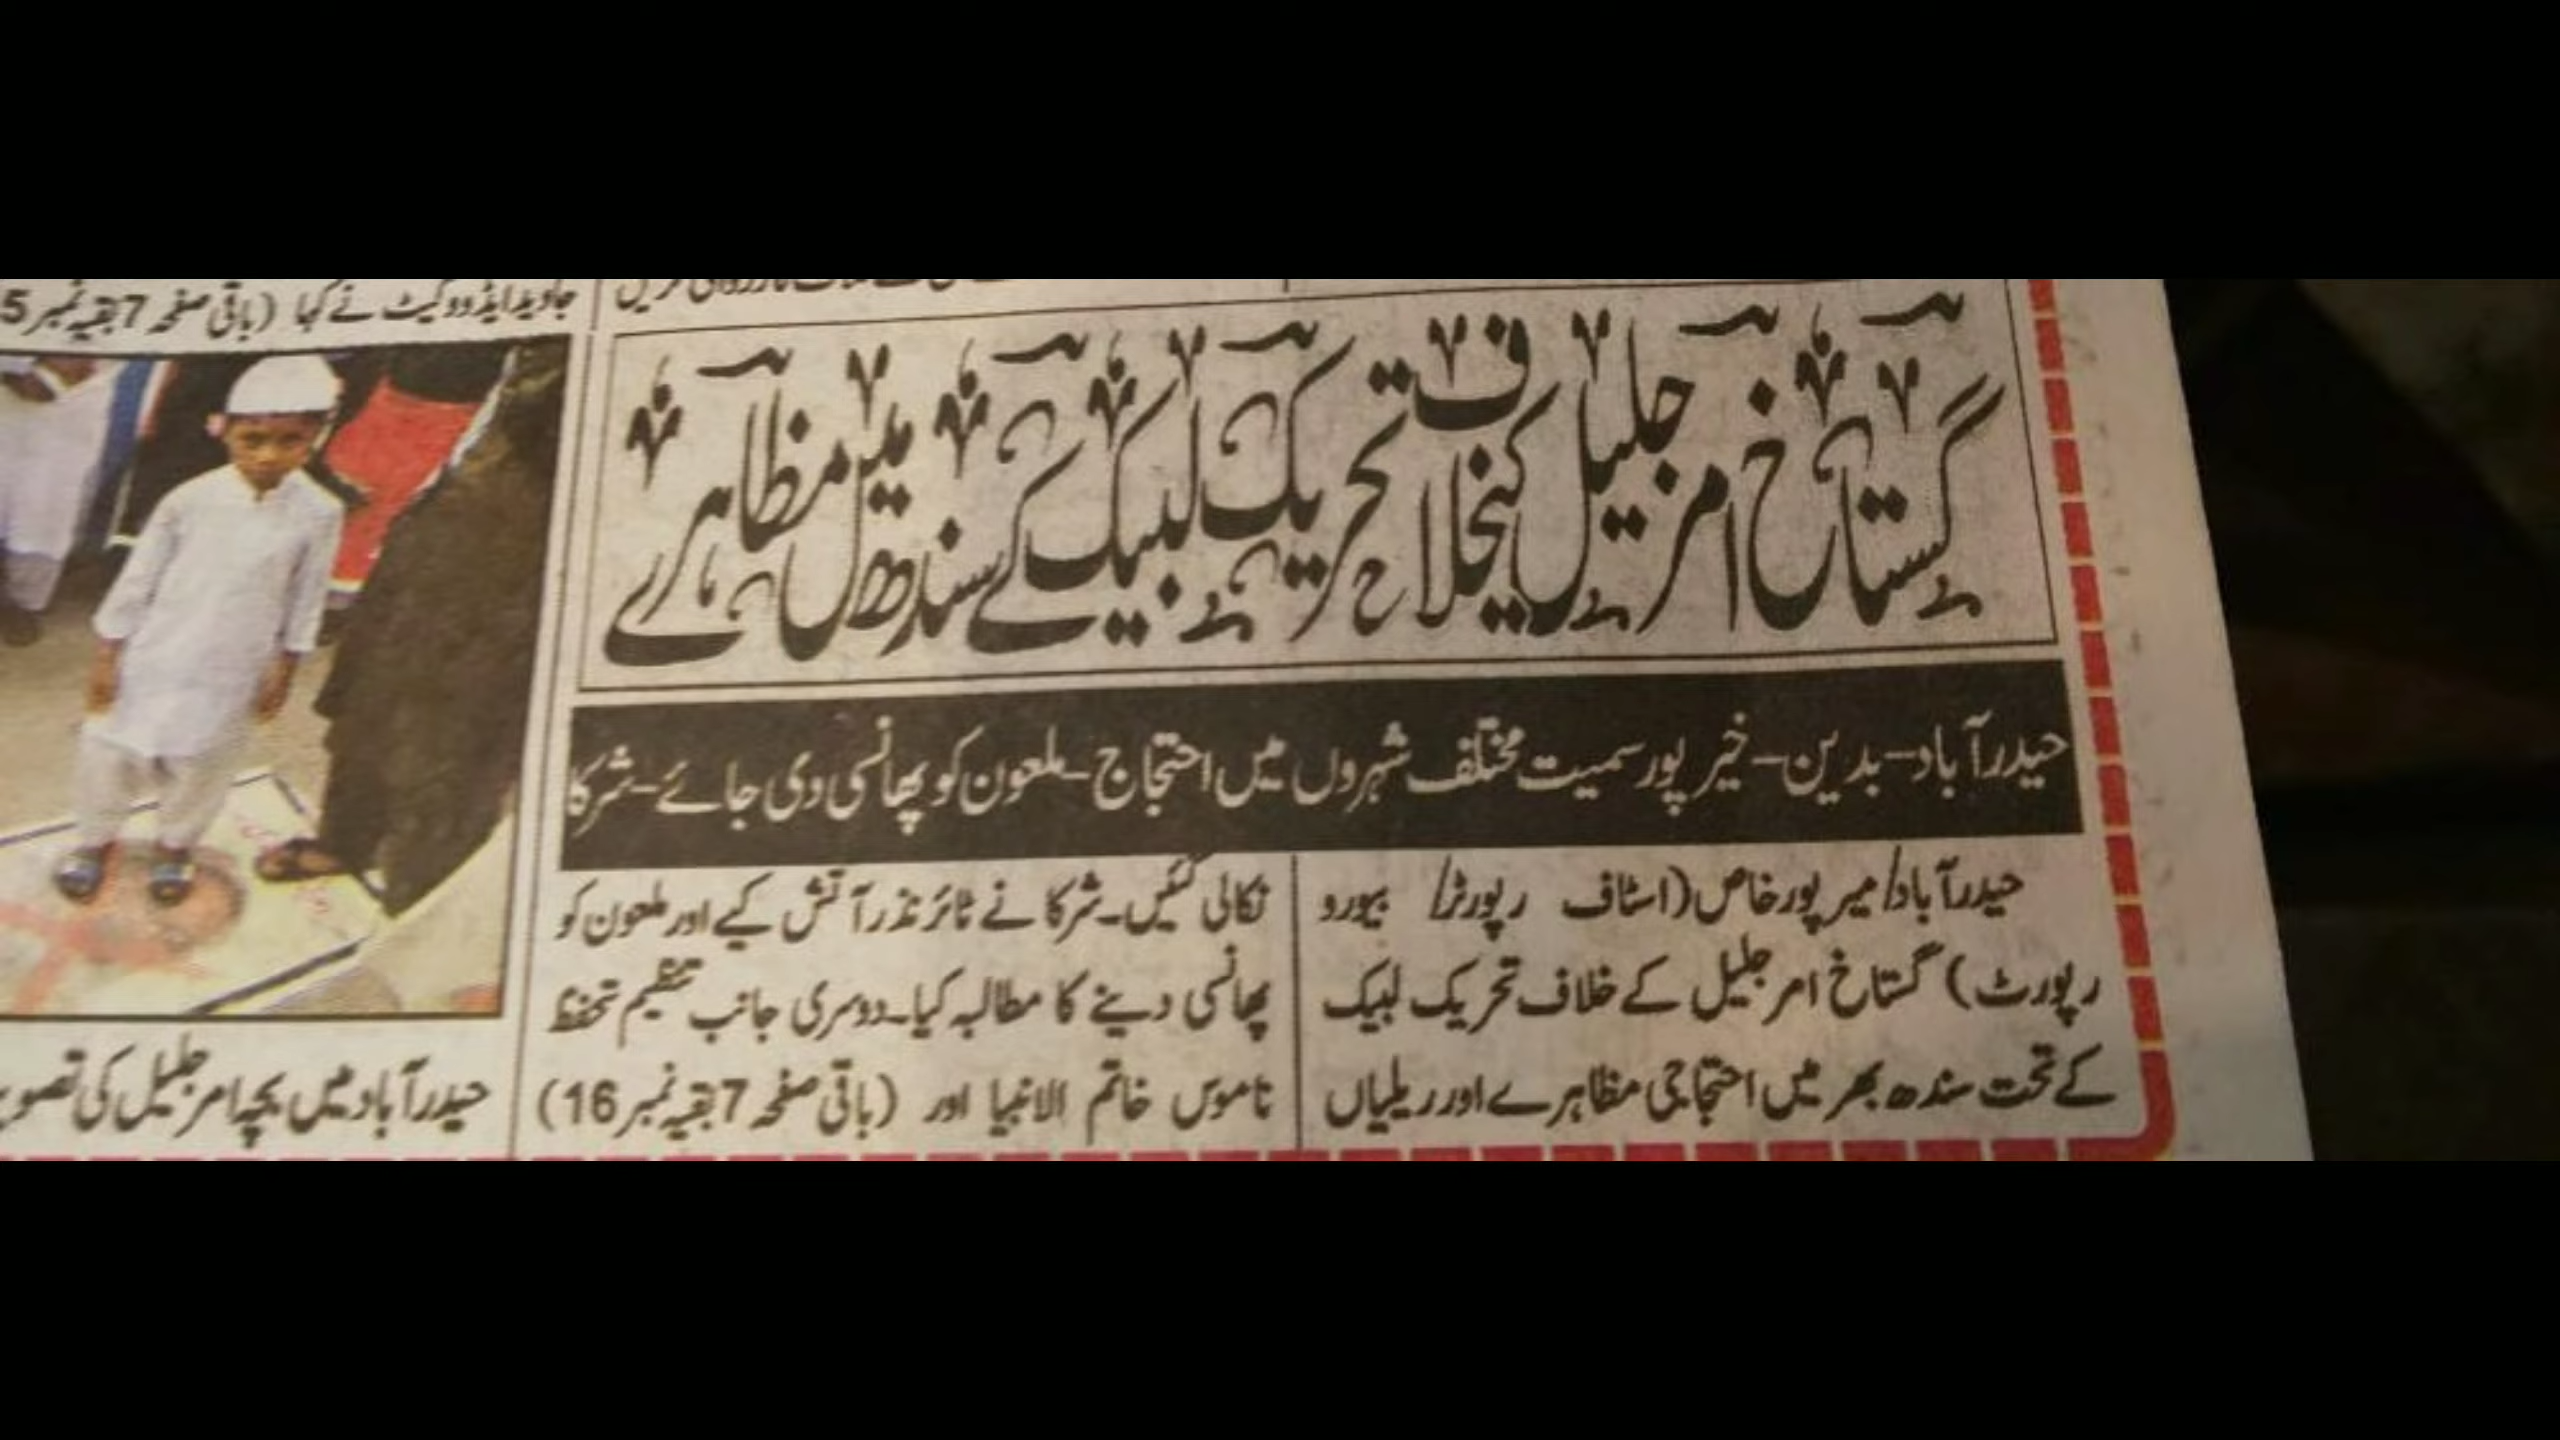 گستاخ امر جلیل کیخلاف تحریک لبیک کے سندھ میں مظاہرے
حیدرآباد-بدین-خیرپور سمیت مختلف شہروں میں احتجاج-ملعون کو پھانسی دی جائے-شرکا
حیدرآباد/میرپورخاص(اسٹاف رپورٹر/ بیورو
رپورٹ) گستاخ امرجلیل کے خلاف تحریک لبیک
کے تحت سندھ بھر میں احتجاجی مظاہرے اور ریلیاں
نکالی گئیں۔شرکا نے ٹائر نذر آتش کیے اور ملعون کو
پھانسی دینے کا مطالبہ کیا۔دوسری جانب تنظیم تحفظ
ناموس خاتم الانبیا اور (باقی صفحہ 7 بقیہ نمبر 16)
جاوید ایڈووکیٹ نے کہا (باقی صفحہ 7 بقیہ نمبر 5
حیدرآباد میں بچہ امر جلیل کی